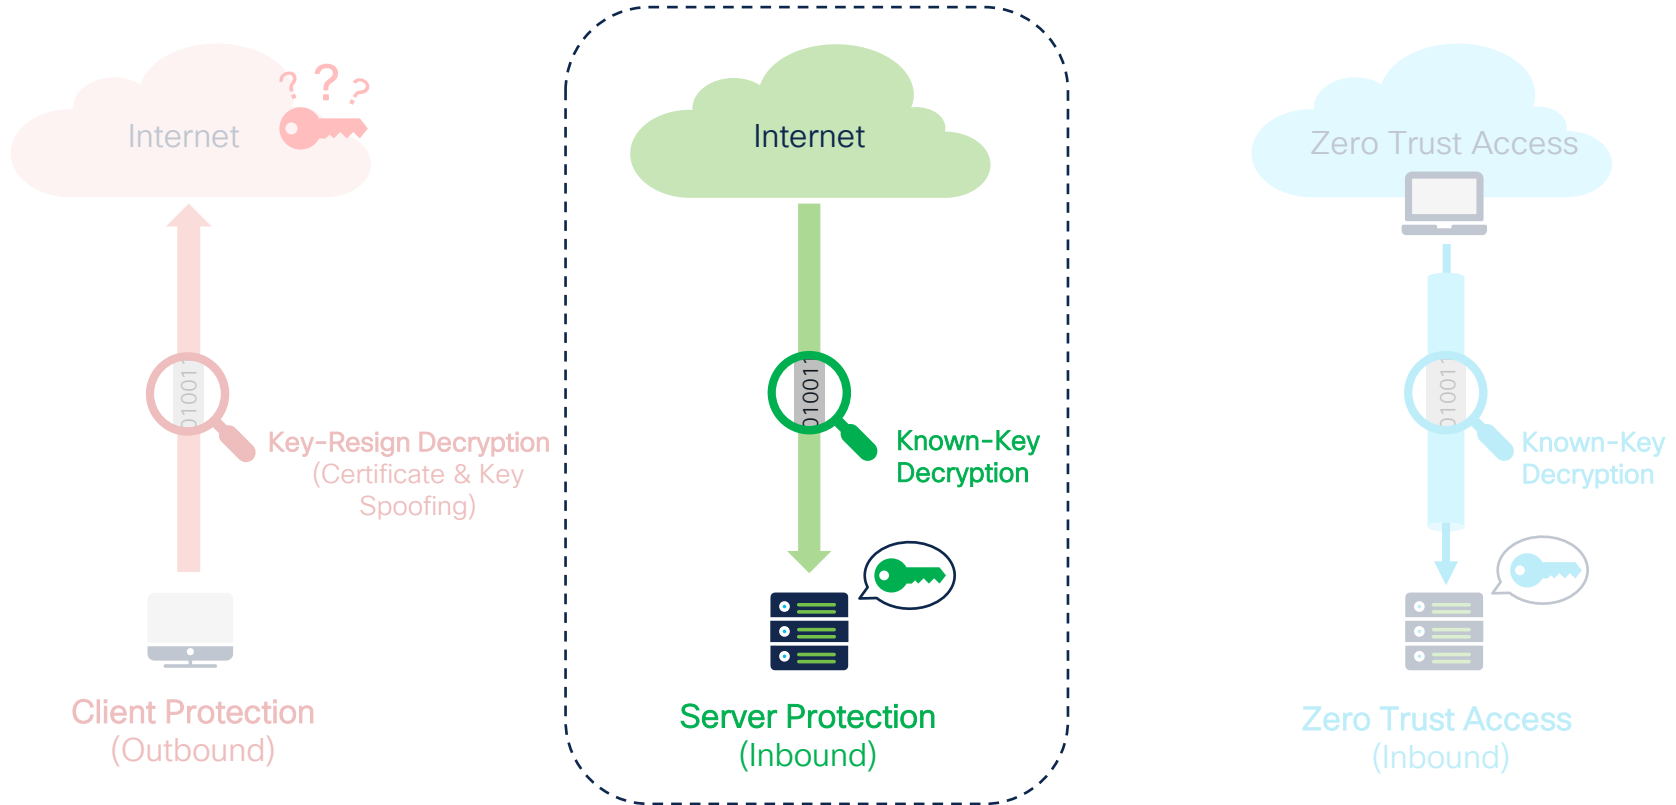 Internet
? ? ?
01001
Key-Resign Decryption
(Certificate & Key
Spoofing)
Client Protection
(Outbound)
Internet
01001
Known-Key
Decryption
Server Protection
(Inbound)
Zero Trust Access
01001
Known-Key
Decryption
Zero Trust Access
(Inbound)